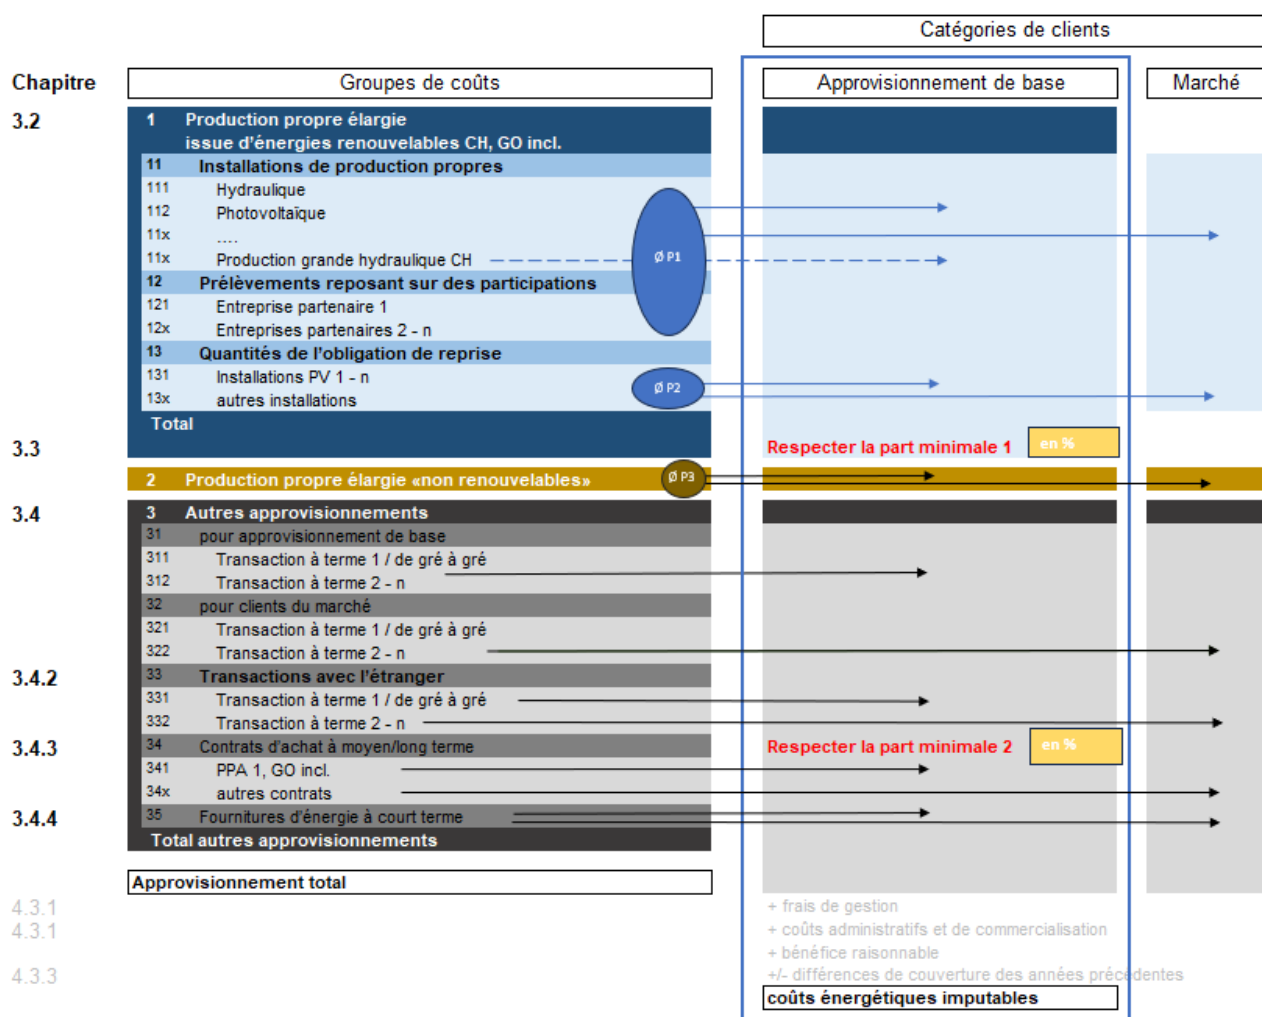 Catégories de clients
Chapitre Groupes de coûts Approvisionnement de base Marché
3.2 1 Production propre élargie
issue d'énergies renouvelables CH, GO incl.
11 Installations de production propres
111 Hydraulique
112 Photovoltaïque
11x ....
11x Production grande hydraulique CH Ø P1
12 Prélèvements reposant sur des participations
121 Entreprise partenaire 1
12x Entreprises partenaires 2 - n
13 Quantités de l'obligation de reprise
131 Installations PV 1 - n
Ø P2
13x autres installations
Total
3.3 Respecter la part minimale 1 en %
2 Production propre élargie «non renouvelables» Ø P3
3.4 3 Autres approvisionnements
31 pour approvisionnement de base
311 Transaction à terme 1 / de gré à gré
312 Transaction à terme 2 - n
32 pour clients du marché
321 Transaction à terme 1 / de gré à gré
322 Transaction à terme 2 - n
3.4.2 33 Transactions avec l'étranger
331 Transaction à terme 1 / de gré à gré
332 Transaction à terme 2 - n
3.4.3 34 Contrats d'achat à moyen/long terme Respecter la part minimale 2 en %
341 PPA 1, GO incl.
34x autres contrats
3.4.4 35 Fournitures d'énergie à court terme
Total autres approvisionnements
Approvisionnement total
4.3.1 + frais de gestion
4.3.1 + coûts administratifs et de commercialisation
+ bénéfice raisonnable
4.3.3 +/- différences de couverture des années précédentes
coûts énergétiques imputables